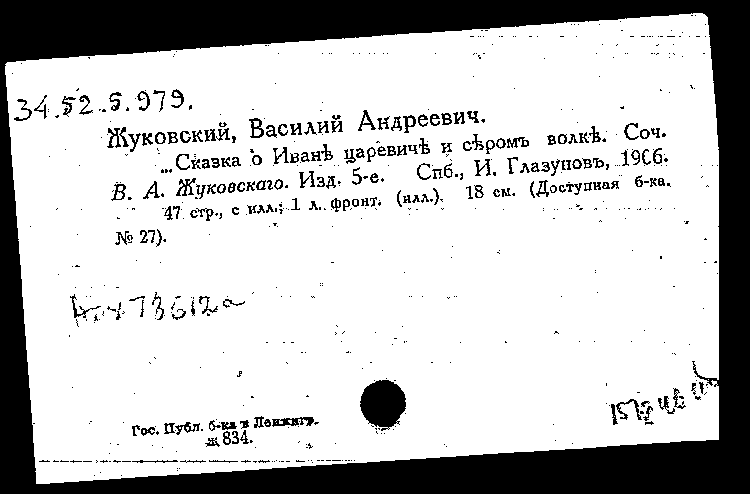 34.52.5.979.
Жуковский, Василий Андреевич.
...Сказка о Иванѣ царевичѣ и сѣромъ волкѣ. Соч.
В. А. Жуковскаго. Изд. 5-е. Спб., И. Глазуновъ, 1906.
47 стр., с илл.; 1 л. фронт. (илл.). 18 см. (Доступная б-ка.
№ 27).
73612а
Гос. Публ. б-ка в Ленингр.
ж 834.